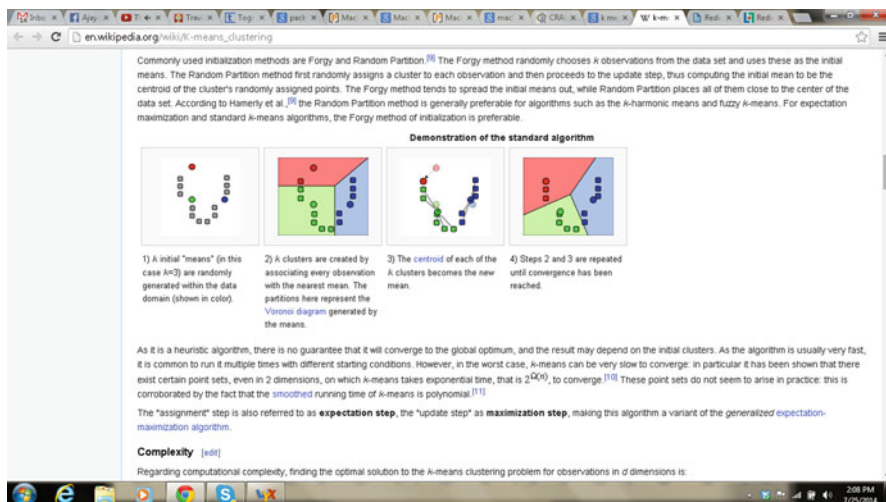 Inbo
Ajay
Ti
Travi
Togi
pack
Mac
Mac
Mac
mac
CRA
k me
k-m
Redi
Redis
en.wikipedia.org/wiki/K-means_clustering
Commonly used initialization methods are Forgy and Random Partition.[9] The Forgy method randomly chooses k observations from the data set and uses these as the initial
means. The Random Partition method first randomly assigns a cluster to each observation and then proceeds to the update step, thus computing the initial mean to be the
centroid of the cluster's randomly assigned points. The Forgy method tends to spread the initial means out, while Random Partition places all of them close to the center of the
data set. According to Hamerly et al.,[9] the Random Partition method is generally preferable for algorithms such as the k-harmonic means and fuzzy k-means. For expectation
maximization and standard k-means algorithms, the Forgy method of initialization is preferable.
Demonstration of the standard algorithm
1) k initial "means" (in this
case k=3) are randomly
generated within the data
domain (shown in color).
2) k clusters are created by
associating every observation
with the nearest mean. The
partitions here represent the
Voronoi diagram generated by
the means.
3) The centroid of each of the
k clusters becomes the new
mean.
4) Steps 2 and 3 are repeated
until convergence has been
reached.
As it is a heuristic algorithm, there is no guarantee that it will converge to the global optimum, and the result may depend on the initial clusters. As the algorithm is usually very fast,
it is common to run it multiple times with different starting conditions. However, in the worst case, k-means can be very slow to converge: in particular it has been shown that there
exist certain point sets, even in 2 dimensions, on which k-means takes exponential time, that is 2^Ω(n), to converge.[10] These point sets do not seem to arise in practice: this is
corroborated by the fact that the smoothed running time of k-means is polynomial.[11]
The "assignment" step is also referred to as expectation step, the "update step" as maximization step, making this algorithm a variant of the generalized expectation-
maximization algorithm.
Complexity [edit]
Regarding computational complexity, finding the optimal solution to the k-means clustering problem for observations in d dimensions is:
2:08 PM
2/25/2014